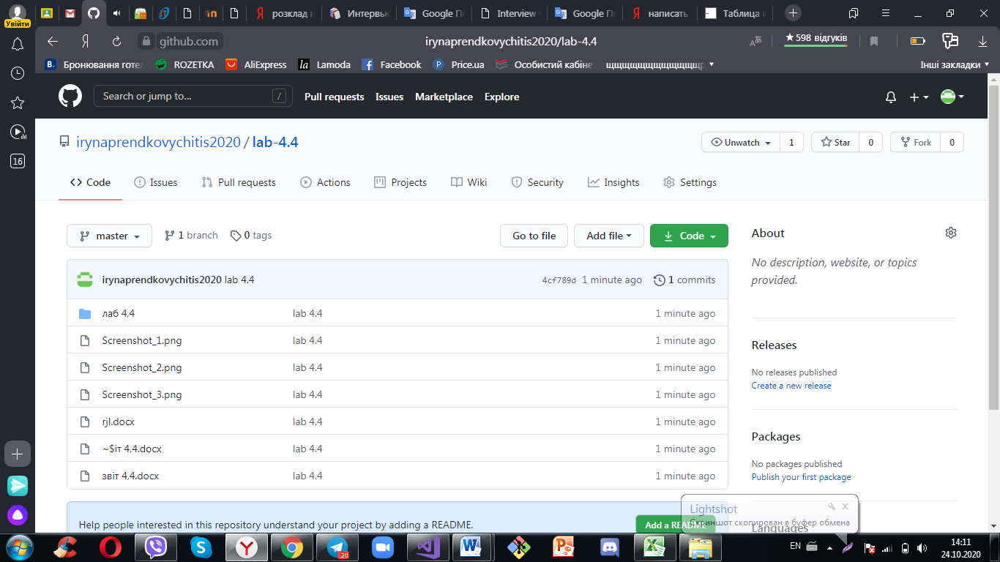 розклад н
Интервью
Google Пе
Interview
Google Пе
написать
Таблица и
Увійти
github.com
irynaprendkovychitis2020/lab-4.4
★ 598 відгуків
Бронювання готел
ROZETKA
AliExpress
Lamoda
Facebook
Price.ua
Особистий кабінет
Інші закладки
16
Search or jump to...
/
Pull requests
Issues
Marketplace
Explore
irynaprendkovychitis2020 / lab-4.4
Unwatch
1
Star
0
Fork
0
Code
Issues
Pull requests
Actions
Projects
Wiki
Security
Insights
Settings
master
1 branch
0 tags
Go to file
Add file
Code
About
No description, website, or topics
provided.
irynaprendkovychitis2020 lab 4.4
4cf789d 1 minute ago
1 commits
лаб 4,4
lab 4.4
1 minute ago
Screenshot_1.png
lab 4.4
1 minute ago
Screenshot_2.png
lab 4.4
1 minute ago
Screenshot_3.png
lab 4.4
1 minute ago
rjl.docx
lab 4.4
1 minute ago
~$іт 4,4.docx
lab 4.4
1 minute ago
звіт 4,4.docx
lab 4.4
1 minute ago
Releases
No releases published
Create a new release
Packages
No packages published
Publish your first package
Languages
Help people interested in this repository understand your project by adding a README.
Add a README
Lightshot
Скриншот скопирован в буфер обмена
20
EN
14:11
24.10.2020